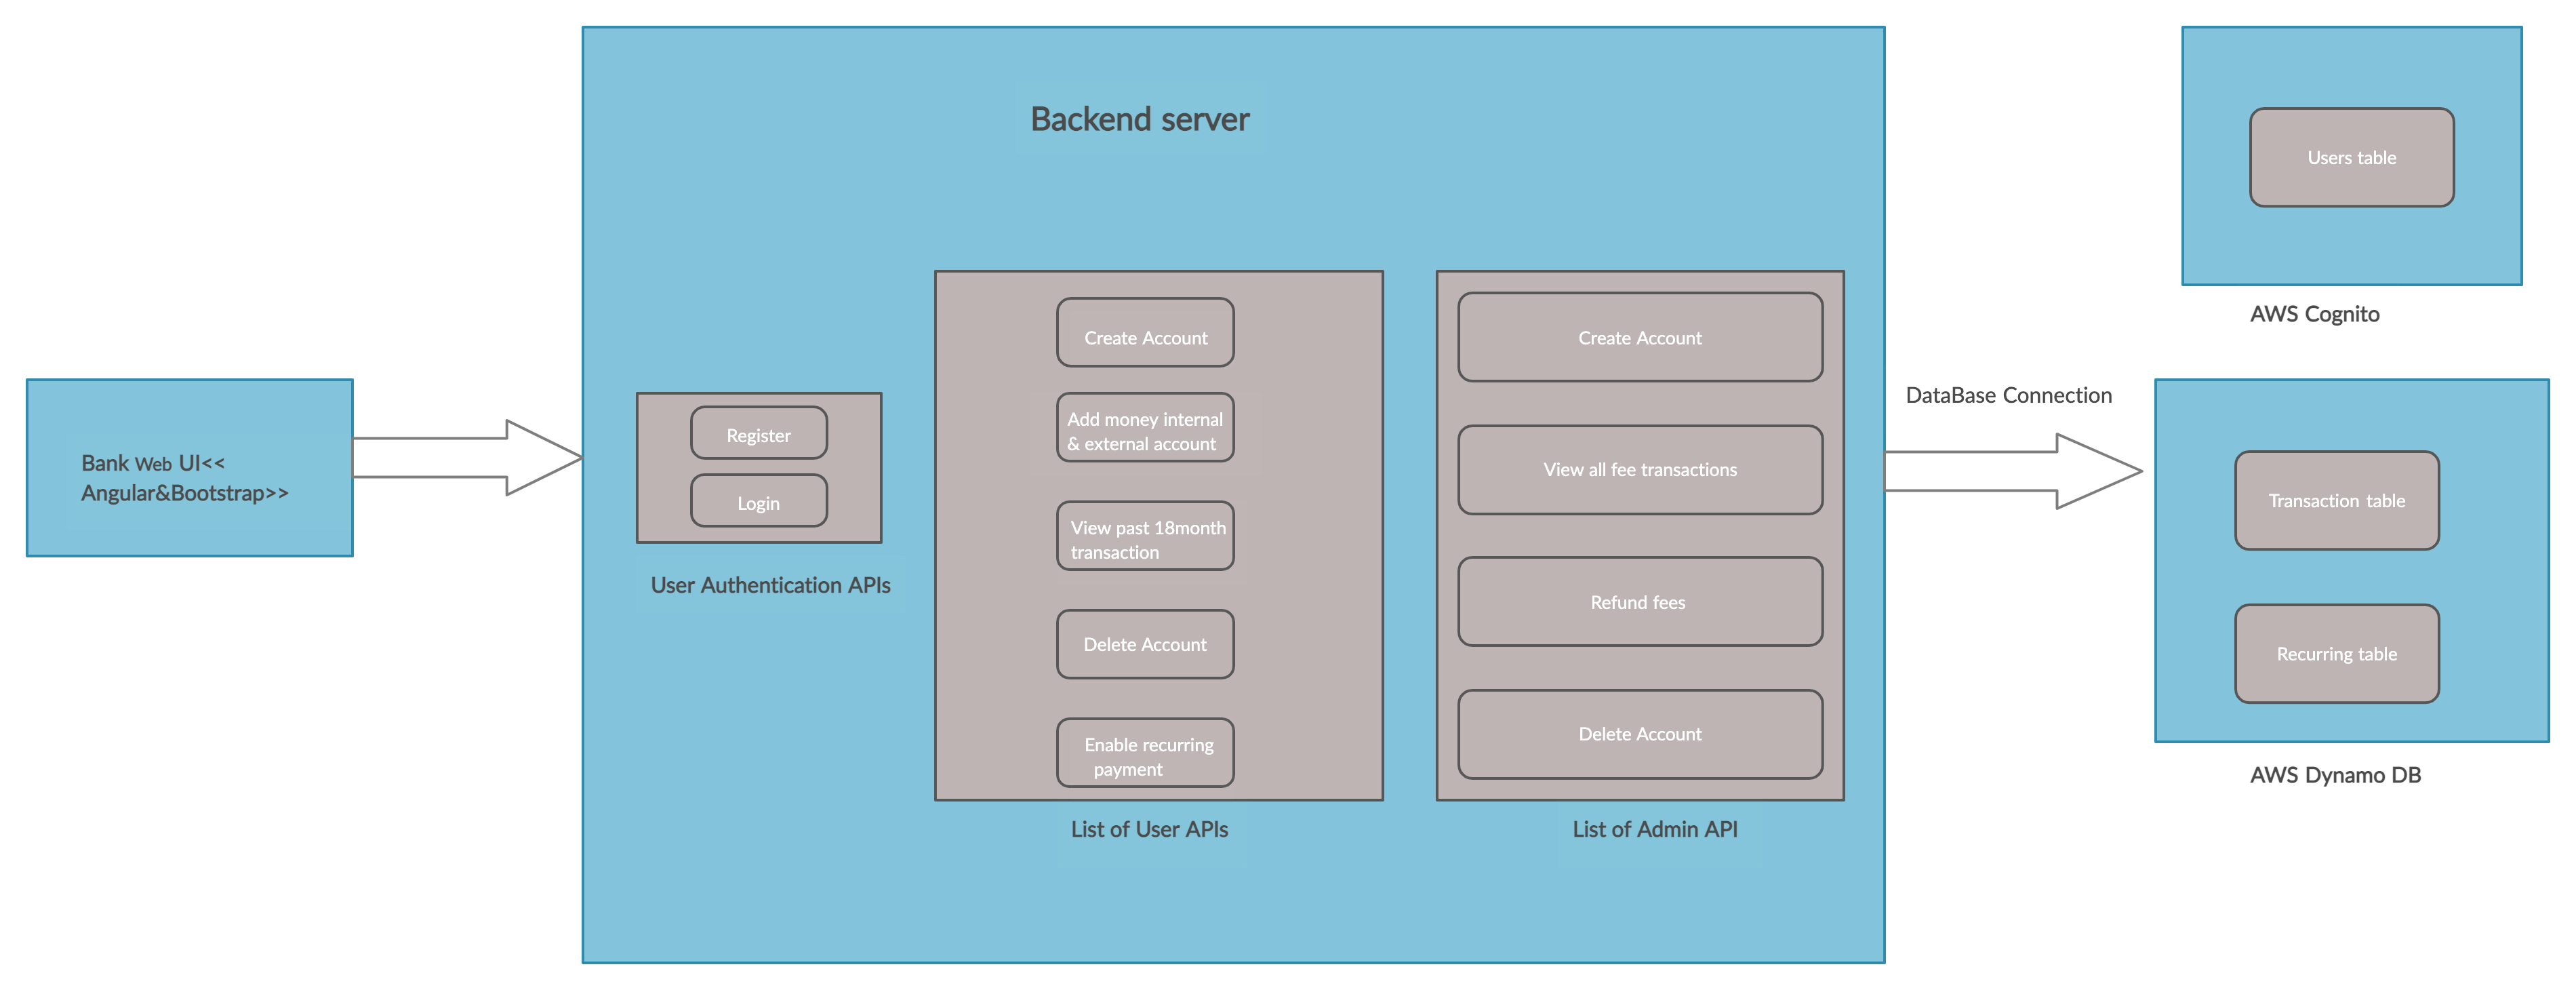 Bank Web UI<<
Angular&Bootstrap>>
Backend server
Register
Login
User Authentication APIs
Create Account
Add money internal
& external account
View past 18month
transaction
Delete Account
Enable recurring
payment
List of User APIs
Create Account
View all fee transactions
Refund fees
Delete Account
List of Admin API
DataBase Connection
Users table
AWS Cognito
Transaction table
Recurring table
AWS Dynamo DB